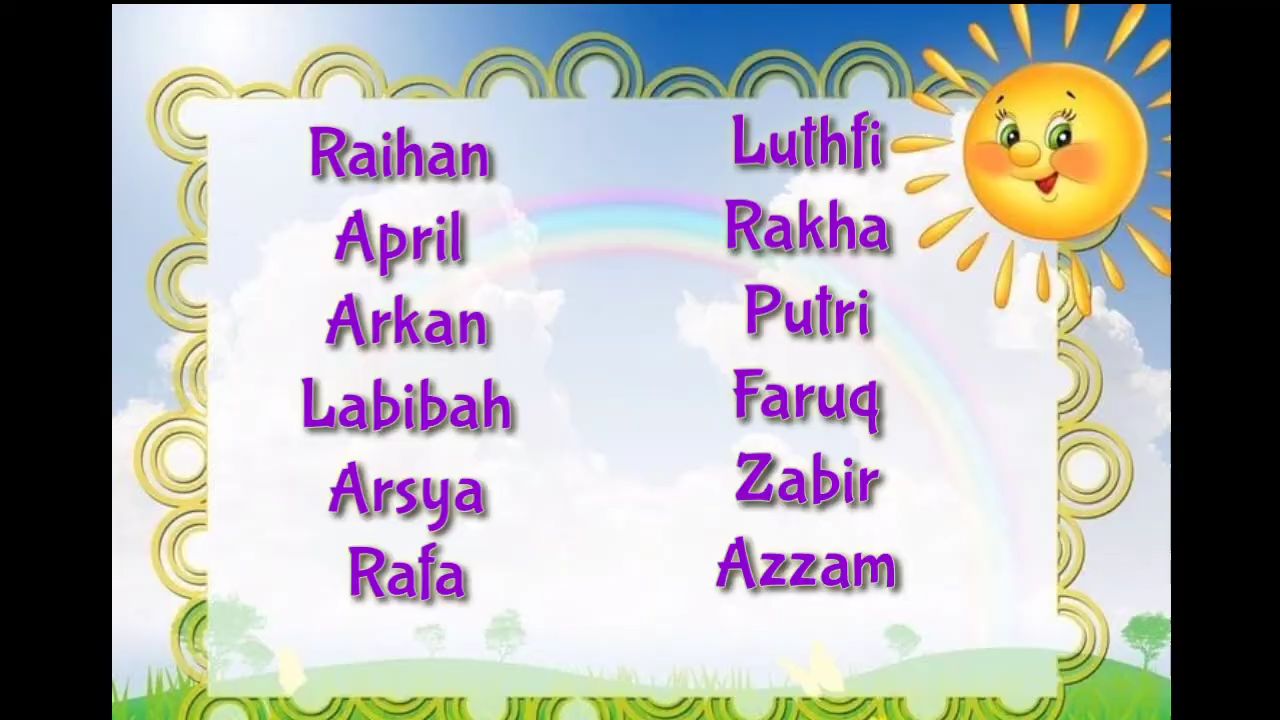 Raihan
April
Arkan
Labibah
Arsya
Rafa
Luthfi
Rakha
Putri
Faruq
Zabir
Azzam